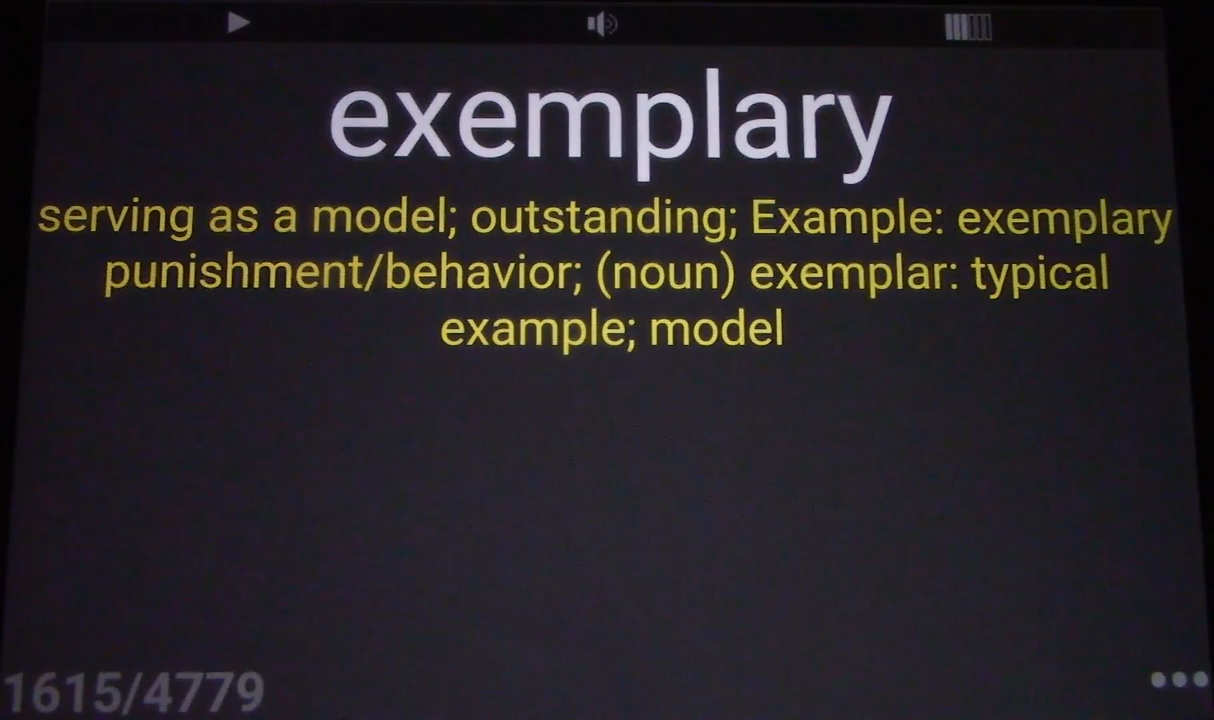 exemplary
serving as a model; outstanding; Example: exemplary
punishment/behavior; (noun) exemplar: typical
example; model
1615/4779